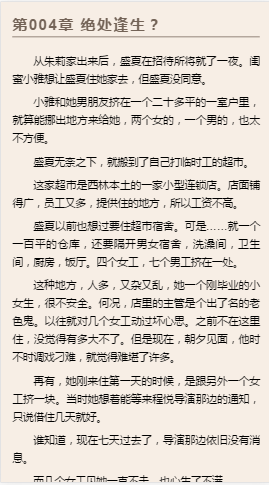 第004章 绝处逢生？
从朱莉家出来后，盛夏在招待所将就了一夜。闺
蜜小雅想让盛夏住她家去，但盛夏没同意。
小雅和她男朋友挤在一个二十多平的一室户里，
就算能挪出地方来给她，两个女的，一个男的，也太
不方便。
盛夏无奈之下，就搬到了自己打临时工的超市。
这家超市是西林本土的一家小型连锁店。店面铺
得广，员工又多，提供住的地方，所以工资不高。
盛夏以前也想过要住超市宿舍。可是……就一个
一百平的仓库，还要隔开男女宿舍，洗澡间，卫生
间，厨房，饭厅。四个女工，七个男工挤在一处。
这种地方，人多，又杂又乱，她一个刚毕业的小
女生，很不安全。何况，店里的主管是个出了名的老
色鬼。以往就对几个女工动过坏心思。之前不在这里
住，没觉得有多大不了。但是现在，朝夕见面，他时
不时调戏刁难，就觉得难堪了许多。
再有，她刚来住第一天的时候，是跟另外一个女
工挤一块。当时她想着能等来程悦导演那边的通知，
只说借住几天就好。
谁知道，现在七天过去了，导演那边依旧没有消
息。
而几个女工见她一直不走，也心生了不满